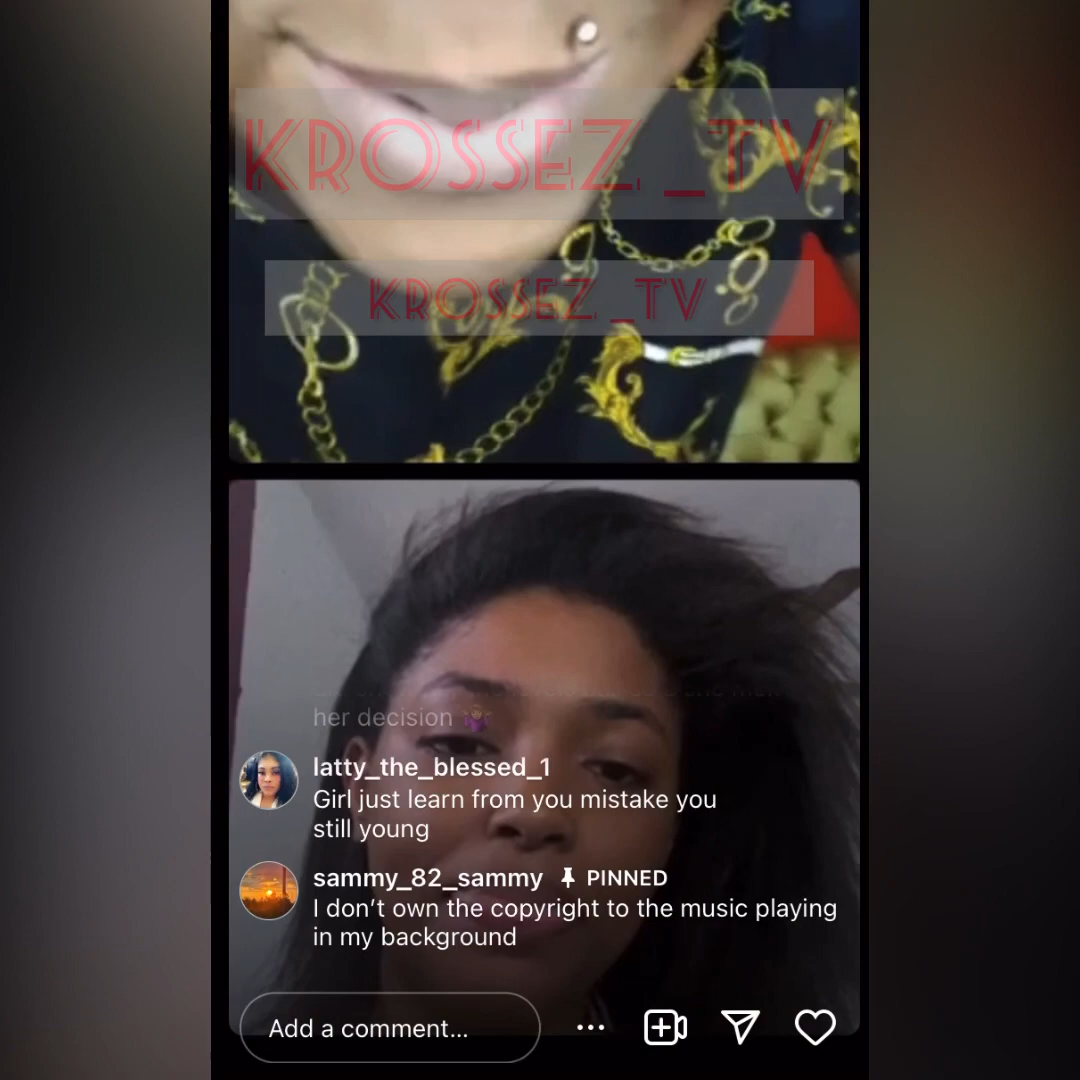 KROSSEZ_TV
KROSSEZ_TV
her decision 🤷🏾‍♀️
latty_the_blessed_1
Girl just learn from you mistake you
still young
sammy_82_sammy 📌 PINNED
I don’t own the copyright to the music playing
in my background
Add a comment...